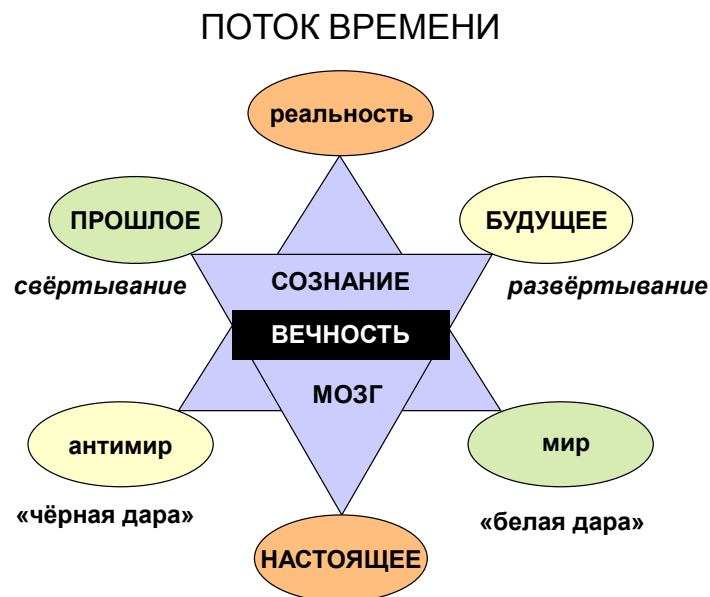 ПОТОК ВРЕМЕНИ
реальность
ПРОШЛОЕ
БУДУЩЕЕ
свёртывание
СОЗНАНИЕ
развёртывание
ВЕЧНОСТЬ
МОЗГ
антимир
мир
«чёрная дара»
«белая дара»
НАСТОЯЩЕЕ